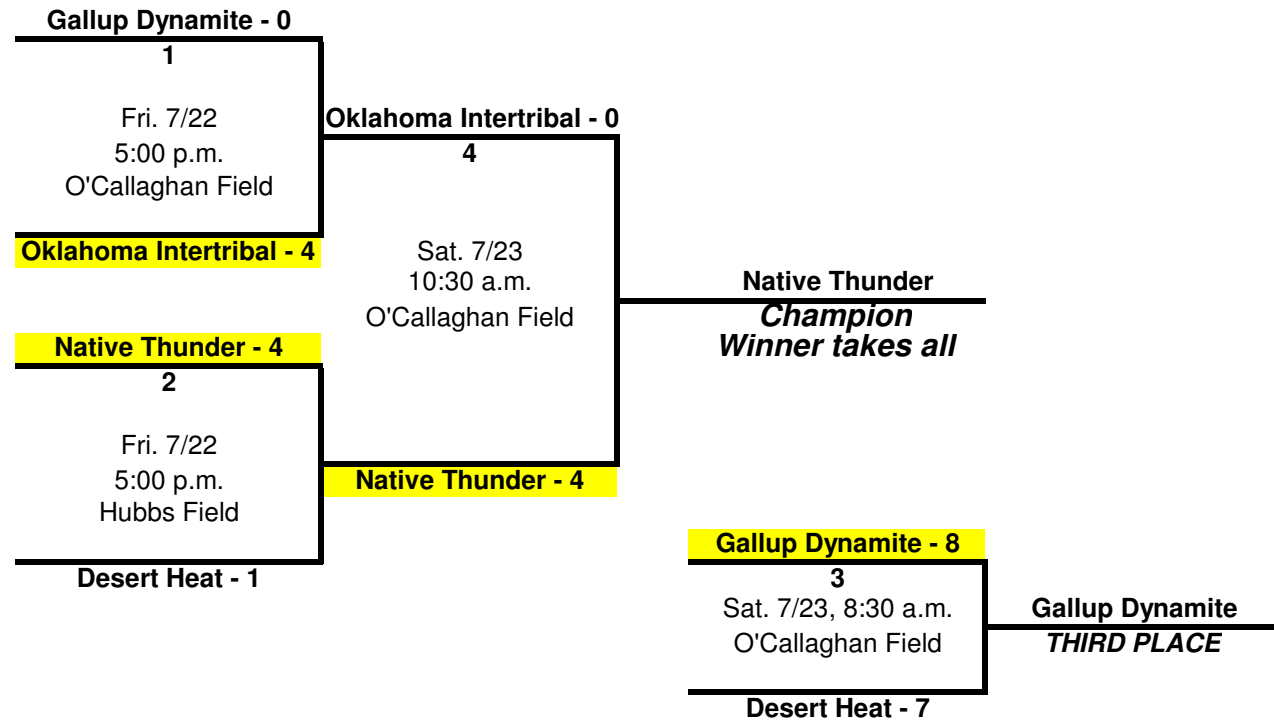 Gallup Dynamite - 0
1
Fri. 7/22
5:00 p.m.
O'Callaghan Field
Oklahoma Intertribal - 4
Native Thunder - 4
2
Fri. 7/22
5:00 p.m.
Hubbs Field
Desert Heat - 1
Oklahoma Intertribal - 0
4
Sat. 7/23
10:30 a.m.
O'Callaghan Field
Native Thunder - 4
Native Thunder
Champion
Winner takes all
Gallup Dynamite - 8
3
Sat. 7/23, 8:30 a.m.
O'Callaghan Field
Desert Heat - 7
Gallup Dynamite
THIRD PLACE